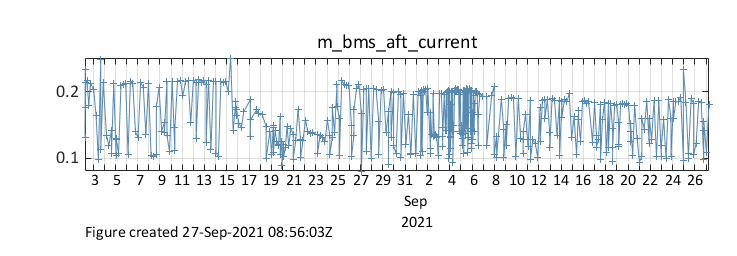 m_bms_aft_current
0.2
0.1
3 5 7 9 11 13 15 17 19 21 23 25 27 29 31 2 4 6 8 10 12 14 16 18 20 22 24 26
Sep
2021
Figure created 27-Sep-2021 08:56:03Z